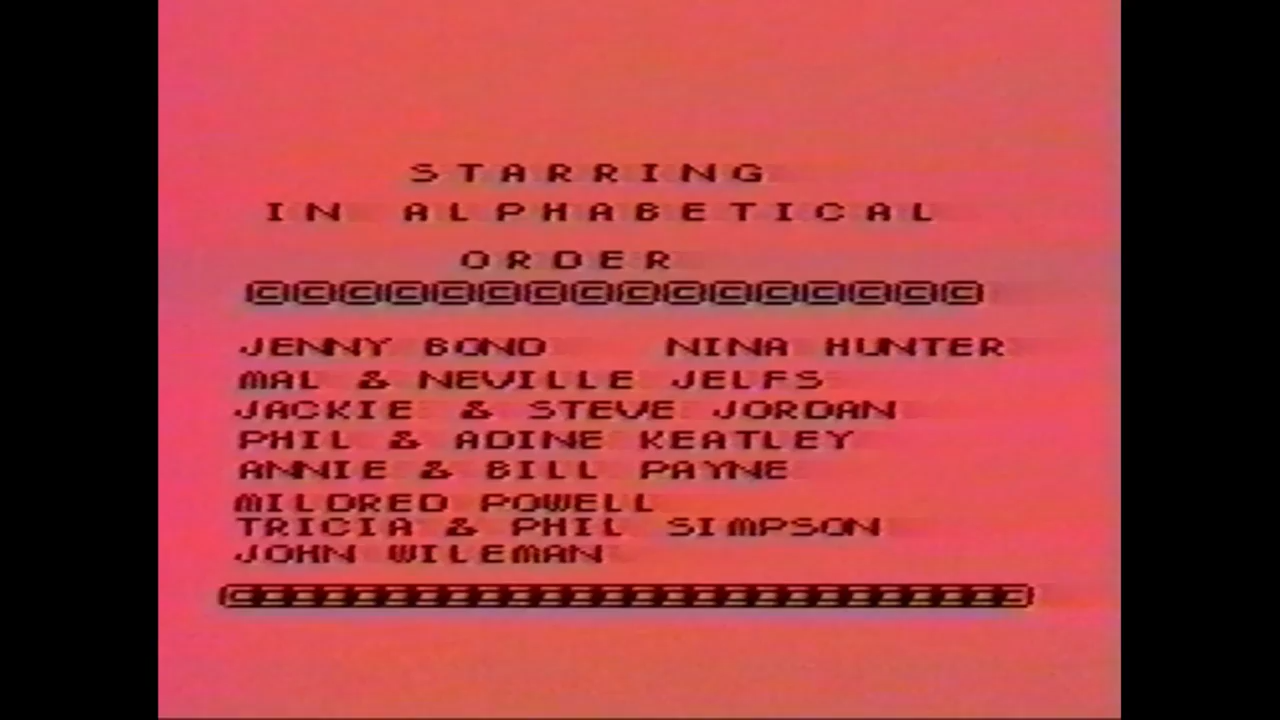 STARRING
IN ALPHABETICAL
ORDER
JENNY BOND NINA HUNTER
MAL & NEVILLE JELFS
JACKIE & STEVE JORDAN
PHIL & ADINE KEATLEY
ANNIE & BILL PAYNE
MILDRED POWELL
TRICIA & PHIL SIMPSON
JOHN WILEMAN